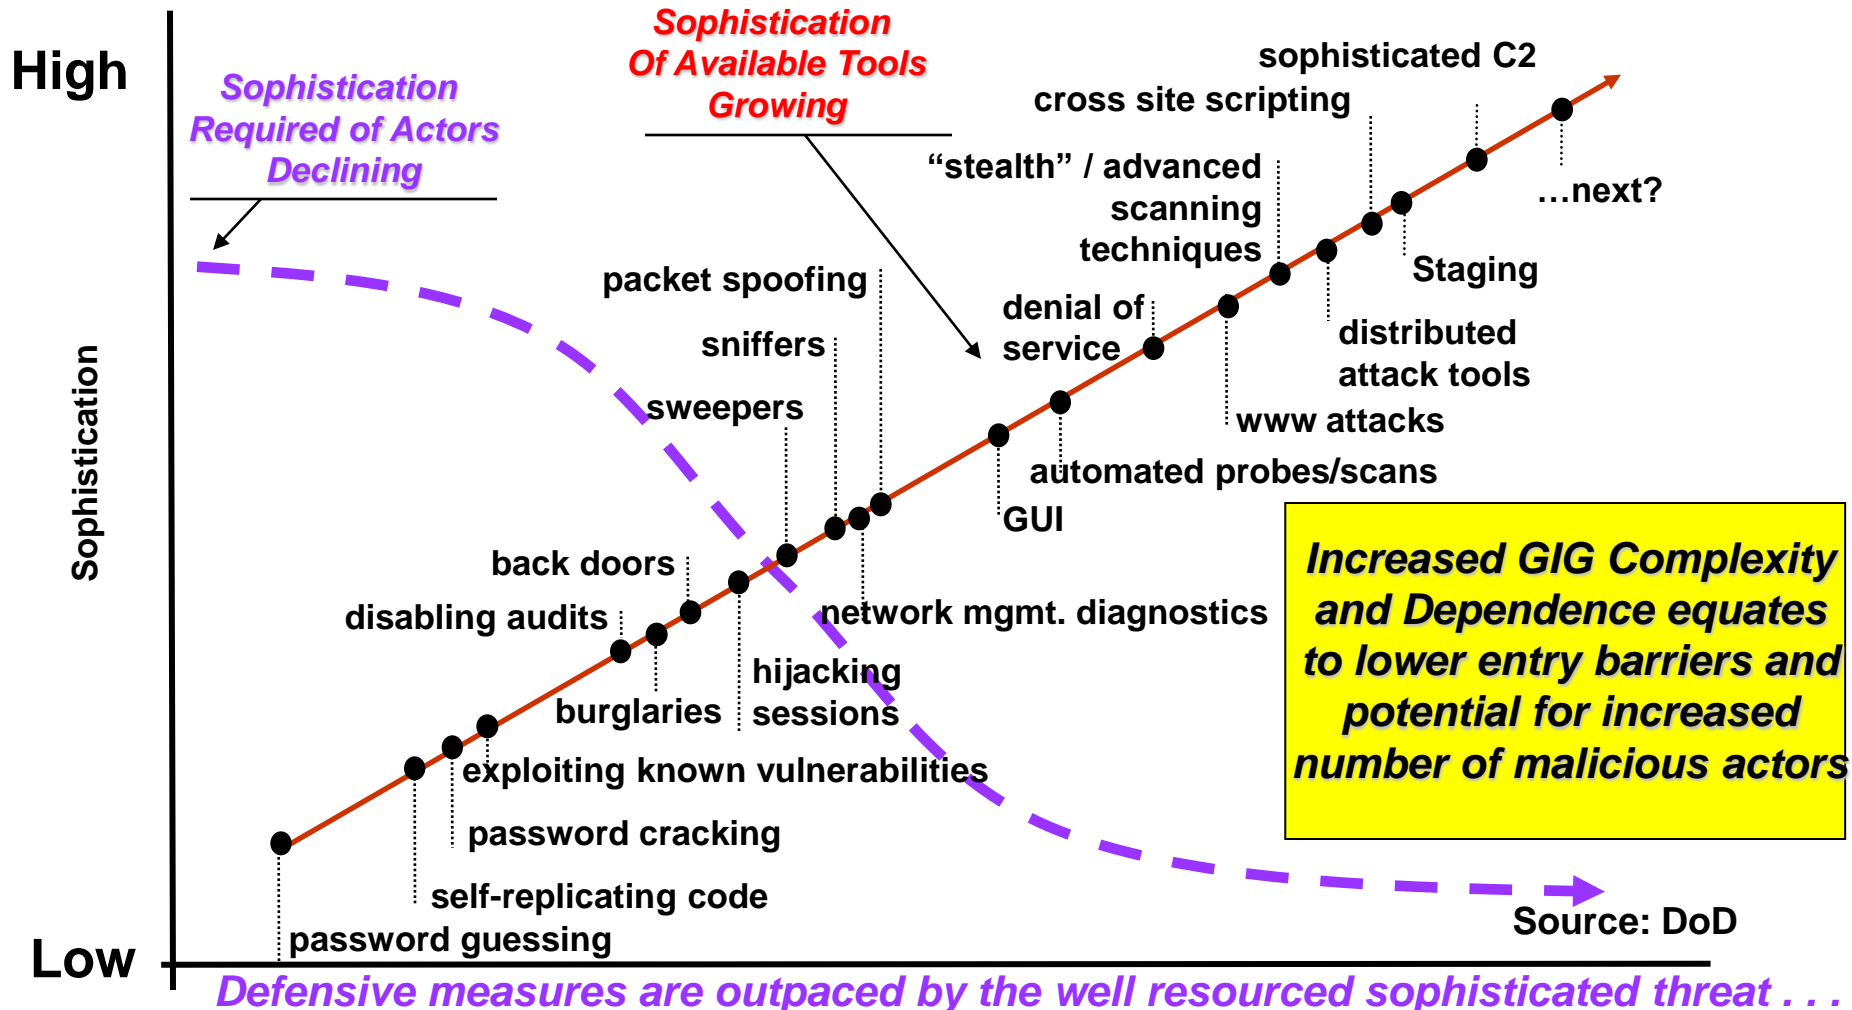 High
Sophistication
Required of Actors
Declining
Sophistication
Of Available Tools
Growing
sophisticated C2
cross site scripting
“stealth” / advanced
scanning
techniques
…next?
Staging
packet spoofing
denial of
service
distributed
attack tools
sniffers
sweepers
www attacks
automated probes/scans
GUI
Sophistication
back doors
disabling audits
network mgmt. diagnostics
hijacking
sessions
burglaries
exploiting known vulnerabilities
password cracking
self-replicating code
password guessing
Increased GIG Complexity
and Dependence equates
to lower entry barriers and
potential for increased
number of malicious actors
Source: DoD
Low
Defensive measures are outpaced by the well resourced sophisticated threat . . .